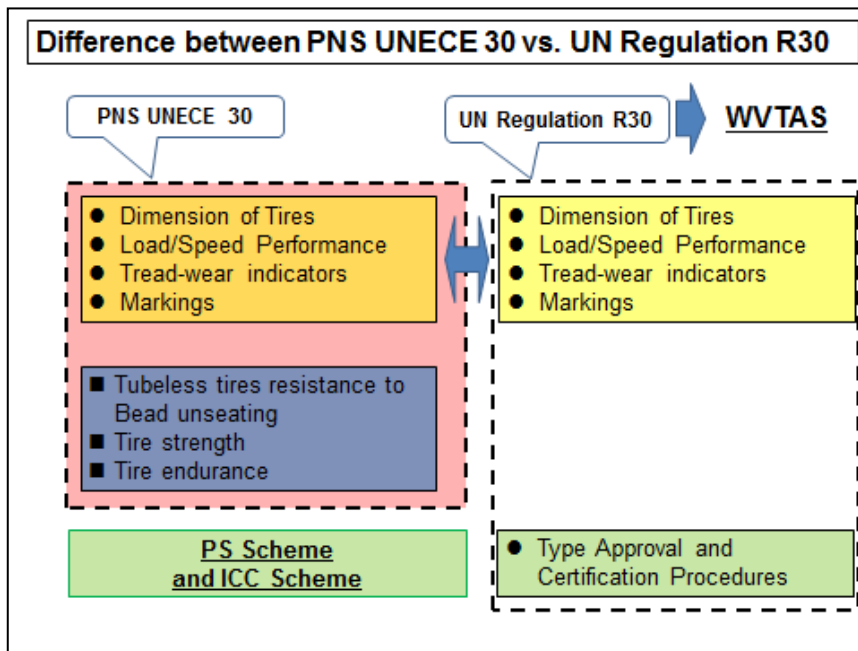 Difference between PNS UNECE 30 vs. UN Regulation R30
PNS UNECE 30
UN Regulation R30
WVTAS
● Dimension of Tires
● Load/Speed Performance
● Tread-wear indicators
● Markings
■ Tubeless tires resistance to
Bead unseating
■ Tire strength
■ Tire endurance
PS Scheme
and ICC Scheme
● Dimension of Tires
● Load/Speed Performance
● Tread-wear indicators
● Markings
● Type Approval and
Certification Procedures